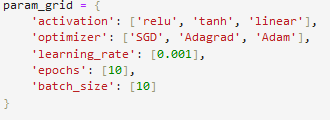 param_grid = {
    'activation': ['relu', 'tanh', 'linear'],
    'optimizer': ['SGD', 'Adagrad', 'Adam'],
    'learning_rate': [0.001],
    'epochs': [10],
    'batch_size': [10]
}